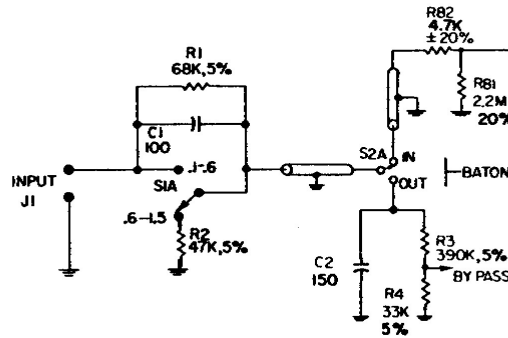 R82
4.7K
±20%
R1
68K,5%
R81
2.2M
20%
C1
100
.1-.6
S2A
IN
INPUT
J1
S1A
OUT
BATON
.6-1.5
R2
47K,5%
C2
150
R3
390K,5%
BY PASS
R4
33K
5%